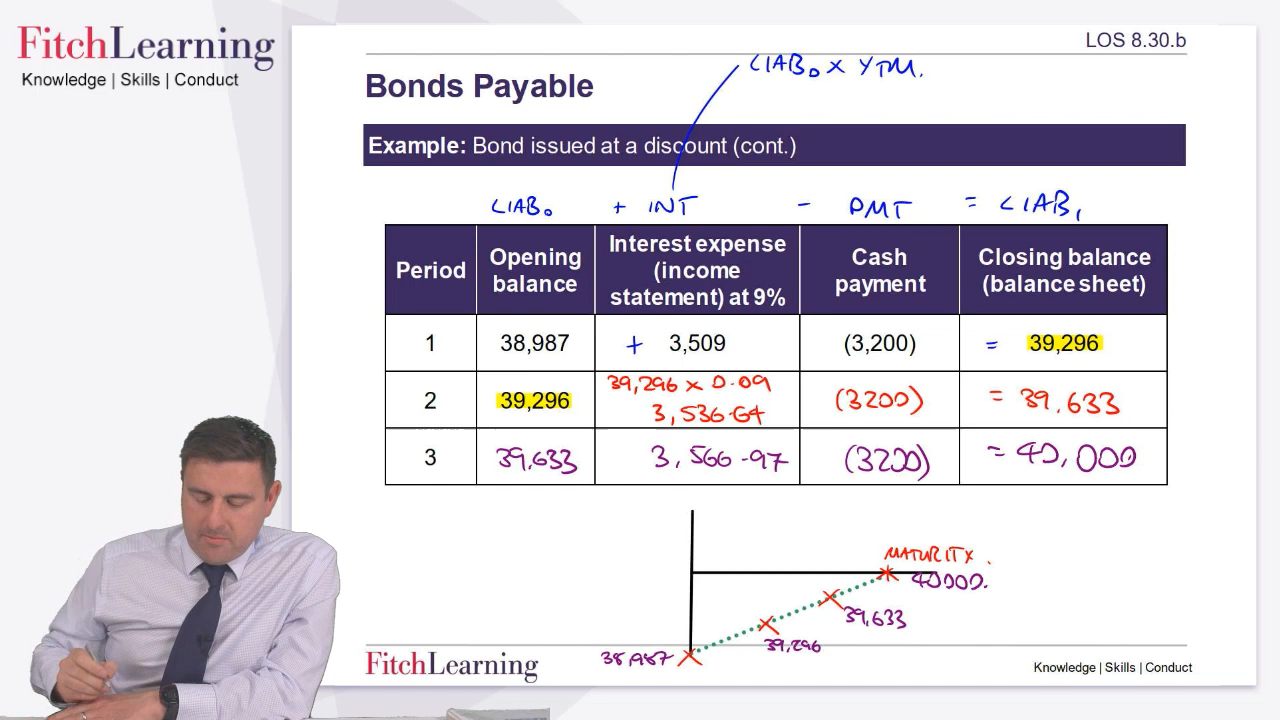 FitchLearning
Knowledge | Skills | Conduct
LOS 8.30.b
LIAB₀ x YTM.
Bonds Payable
Example: Bond issued at a discount (cont.)
LIAB₀ + INT - PMT = LIAB₁
Period Opening balance Interest expense (income statement) at 9% Cash payment Closing balance (balance sheet)
1 38,987 + 3,509 (3,200) = 39,296
2 39,296 39,296 x 0.09 3,536.64 (3200) = 39.633
3 39,633 3,566.97 (3200) = 40,000
MATURITY.
40000.
39,633
39,296
38,987
FitchLearning
Knowledge | Skills | Conduct